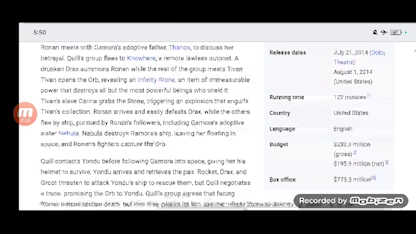 5:50
Ronan meets with Gamora's adoptive father, Thanos, to discuss her
betrayal. Quill's group flees to Knowhere, a remote lawless outpost. A
drunken Drax summons Ronan while the rest of the group meets Tivan.
Tivan opens the Orb, revealing an Infinity Stone, an item of immeasurable
power that destroys all but the most powerful beings who wield it.
Tivan's slave Carina grabs the Stone, triggering an explosion that engulfs
Tivan's collection. Ronan arrives and easily defeats Drax, while the others
flee by ship, pursued by Ronan's followers, including Gamora's adoptive
sister Nebula. Nebula destroys Gamora's ship, leaving her floating in
space, and Ronan's fighters capture the Orb.
Quill contacts Yondu before following Gamora into space, giving her his
helmet to survive; Yondu arrives and retrieves the pair. Rocket, Drax, and
Groot threaten to attack Yondu's ship to rescue them, but Quill negotiates
a truce, promising the Orb to Yondu. Quill's group agrees that facing
Release dates
July 21, 2014 (Dolby
Theatre)
August 1, 2014
(United States)
Running time
122 minutes
Country
United States
Language
English
Budget
(gross)
$195.9 million (net)
Box office
$773.3 million
Recorded by mobizen